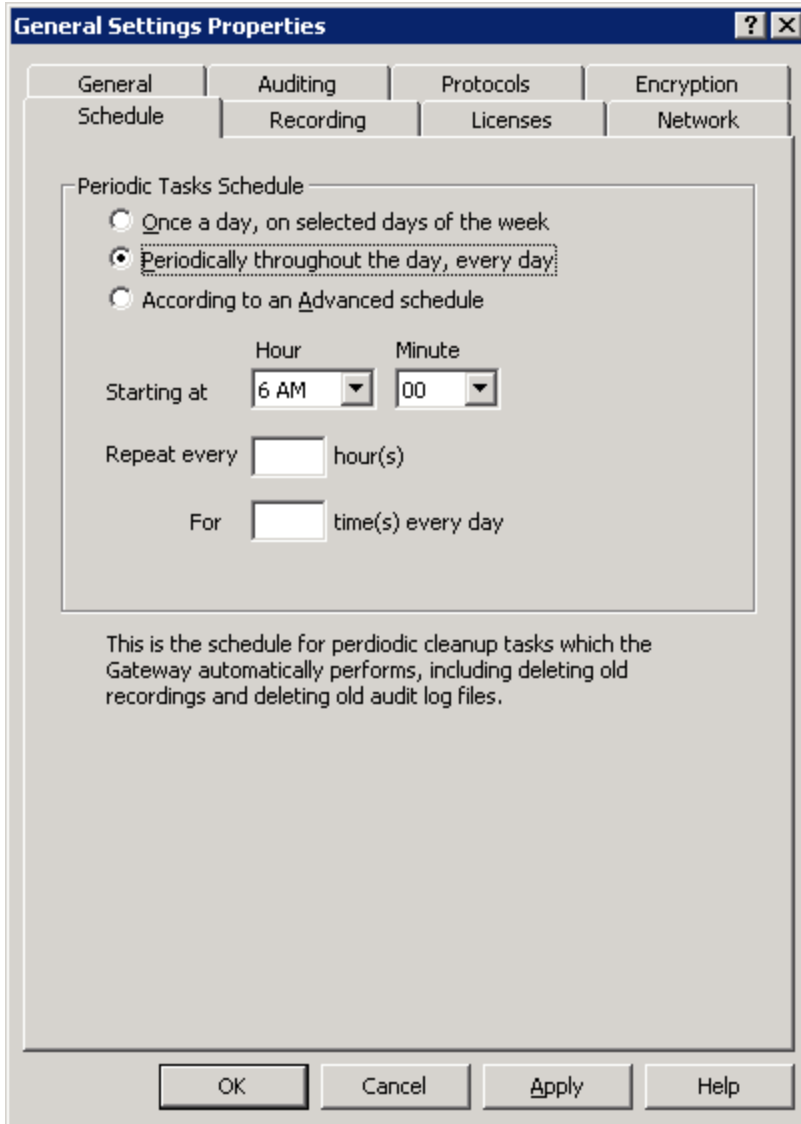 General Settings Properties
General Auditing Protocols Encryption
Schedule Recording Licenses Network
Periodic Tasks Schedule
Once a day, on selected days of the week
Periodically throughout the day, every day
According to an Advanced schedule
Hour Minute
Starting at 6 AM 00
Repeat every hour(s)
For time(s) every day
This is the schedule for perdiodic cleanup tasks which the
Gateway automatically performs, including deleting old
recordings and deleting old audit log files.
OK Cancel Apply Help